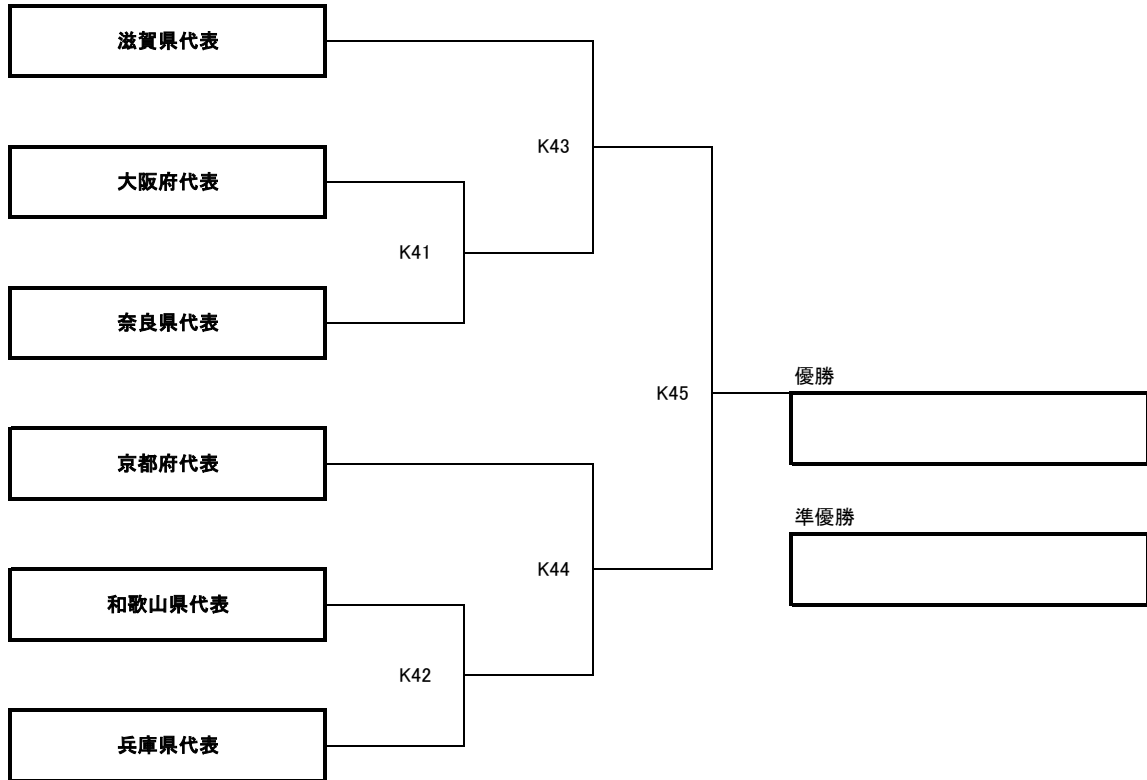 滋賀県代表
K43
大阪府代表
K41
奈良県代表
優勝
K45
京都府代表
準優勝
K44
和歌山県代表
K42
兵庫県代表